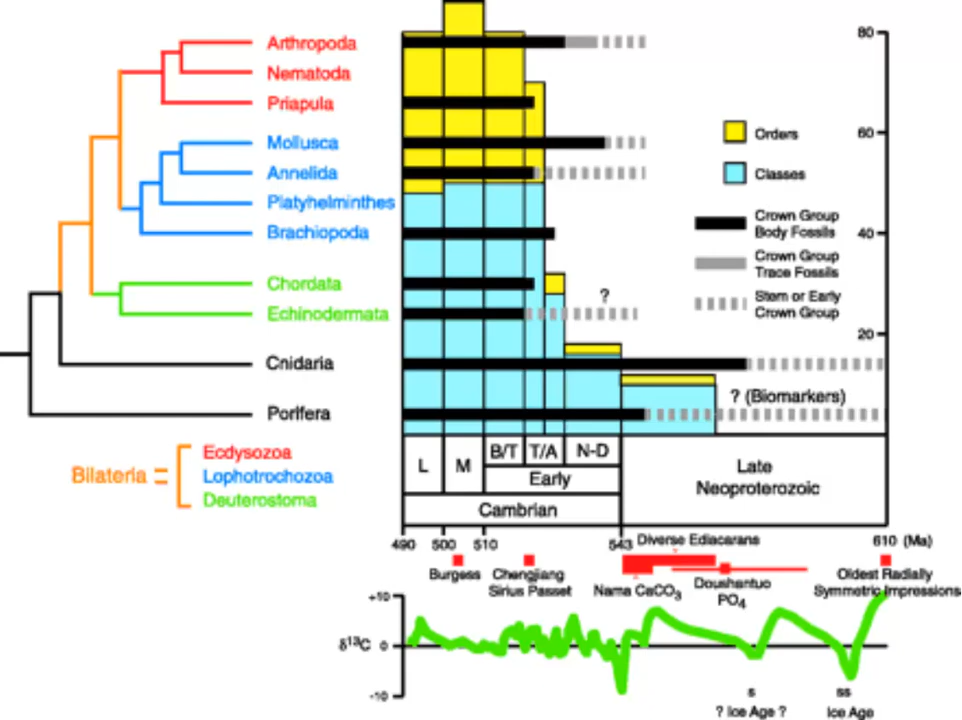 Arthropoda
Nematoda
Priapula
Mollusca
Annelida
Platyhelminthes
Brachiopoda
Chordata
Echinodermata
Cnidaria
Porifera
Bilateria
Ecdysozoa
Lophotrochozoa
Deuterostoma
80
60
40
20
Orders
Classes
Crown Group
Body Fossils
Crown Group
Trace Fossils
Stem or Early
Crown Group
?
? (Biomarkers)
L
M
B/T
T/A
N-D
Early
Cambrian
Late
Neoproterozoic
490
500
510
543
610 (Ma)
Diverse Ediacarans
Burgess
Chengjiang
Sirius Passet
Nama CaCO3
Doushantuo
PO4
Oldest Radially
Symmetric Impressions
+10
δ13C 0
-10
s
? Ice Age ?
ss
Ice Age